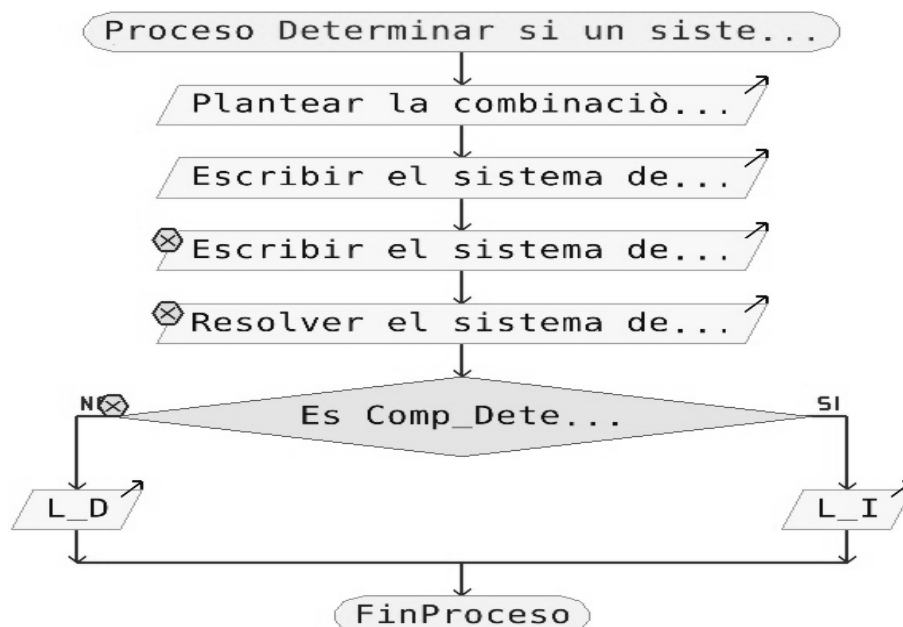 Proceso Determinar si un siste...
Plantear la combinaciò...
Escribir el sistema de...
Escribir el sistema de...
Resolver el sistema de...
Es Comp_Dete...
SI
L_D
L_I
FinProceso